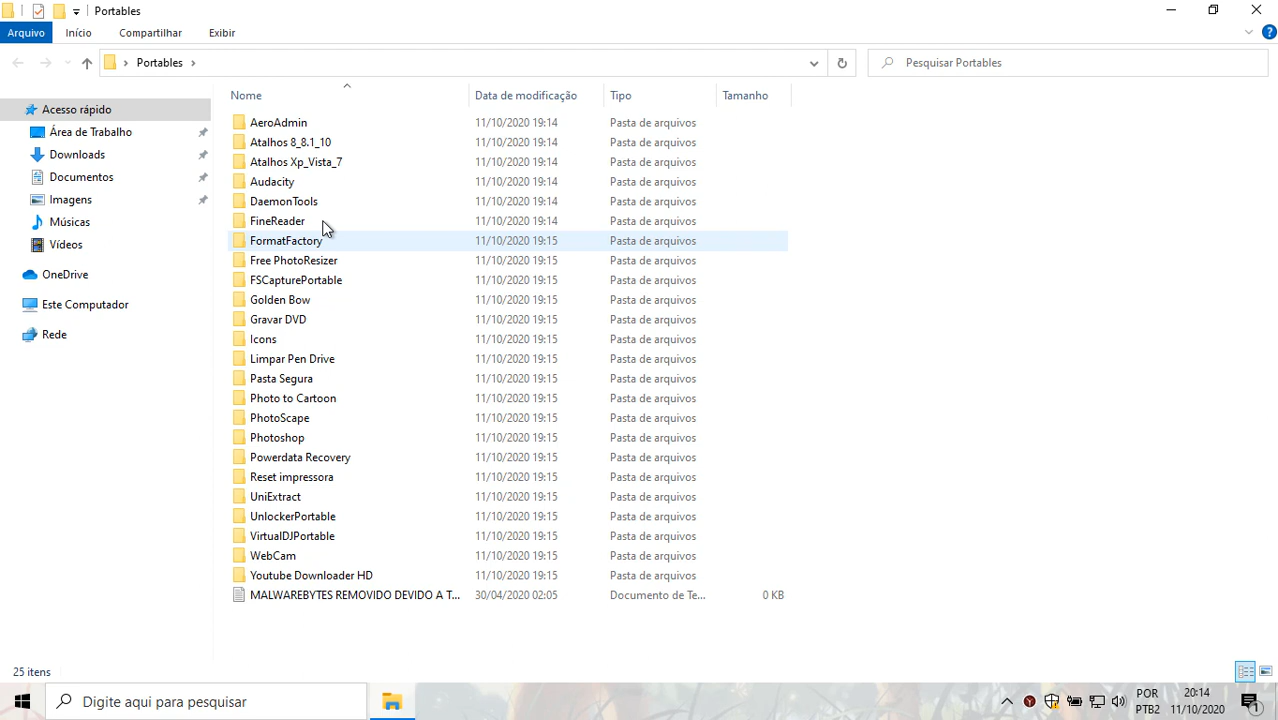 Portables
Arquivo Início Compartilhar Exibir
Portables
Pesquisar Portables
Nome Data de modificação Tipo Tamanho
Acesso rápido
Área de Trabalho
Downloads
Documentos
Imagens
Músicas
Vídeos
OneDrive
Este Computador
Rede
AeroAdmin 11/10/2020 19:14 Pasta de arquivos
Atalhos 8_8.1_10 11/10/2020 19:14 Pasta de arquivos
Atalhos Xp_Vista_7 11/10/2020 19:14 Pasta de arquivos
Audacity 11/10/2020 19:14 Pasta de arquivos
DaemonTools 11/10/2020 19:14 Pasta de arquivos
FineReader 11/10/2020 19:14 Pasta de arquivos
FormatFactory 11/10/2020 19:15 Pasta de arquivos
Free PhotoResizer 11/10/2020 19:15 Pasta de arquivos
FSCapturePortable 11/10/2020 19:15 Pasta de arquivos
Golden Bow 11/10/2020 19:15 Pasta de arquivos
Gravar DVD 11/10/2020 19:15 Pasta de arquivos
Icons 11/10/2020 19:15 Pasta de arquivos
Limpar Pen Drive 11/10/2020 19:15 Pasta de arquivos
Pasta Segura 11/10/2020 19:15 Pasta de arquivos
Photo to Cartoon 11/10/2020 19:15 Pasta de arquivos
PhotoScape 11/10/2020 19:15 Pasta de arquivos
Photoshop 11/10/2020 19:15 Pasta de arquivos
Powerdata Recovery 11/10/2020 19:15 Pasta de arquivos
Reset impressora 11/10/2020 19:15 Pasta de arquivos
UniExtract 11/10/2020 19:15 Pasta de arquivos
UnlockerPortable 11/10/2020 19:15 Pasta de arquivos
VirtualDJPortable 11/10/2020 19:15 Pasta de arquivos
WebCam 11/10/2020 19:15 Pasta de arquivos
Youtube Downloader HD 11/10/2020 19:15 Pasta de arquivos
MALWAREBYTES REMOVIDO DEVIDO A T... 30/04/2020 02:05 Documento de Te... 0 KB
25 itens
Digite aqui para pesquisar
POR 20:14
PTB2 11/10/2020
1